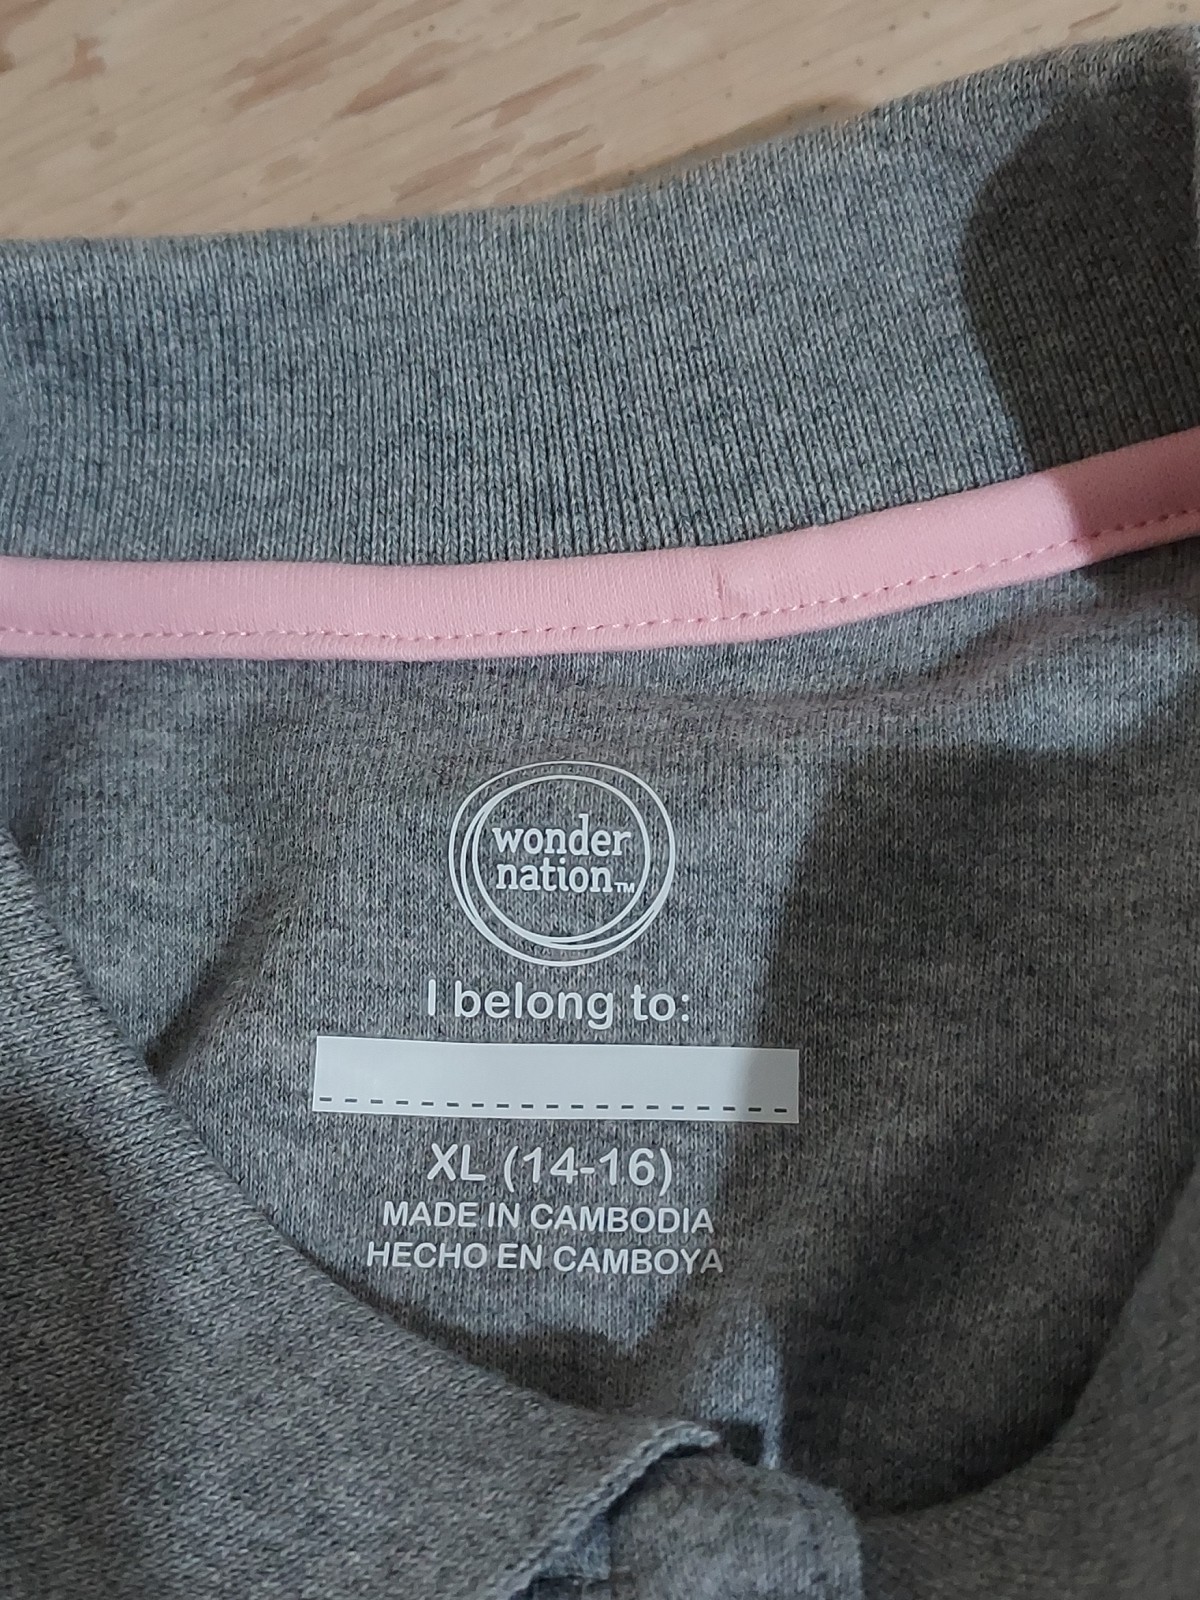 wonder
nation™
I belong to:
XL (14-16)
MADE IN CAMBODIA
HECHO EN CAMBOYA